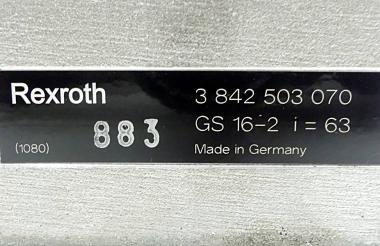 Rexroth 3 842 503 070
883 GS 16-2 i = 63
(1080) Made in Germany